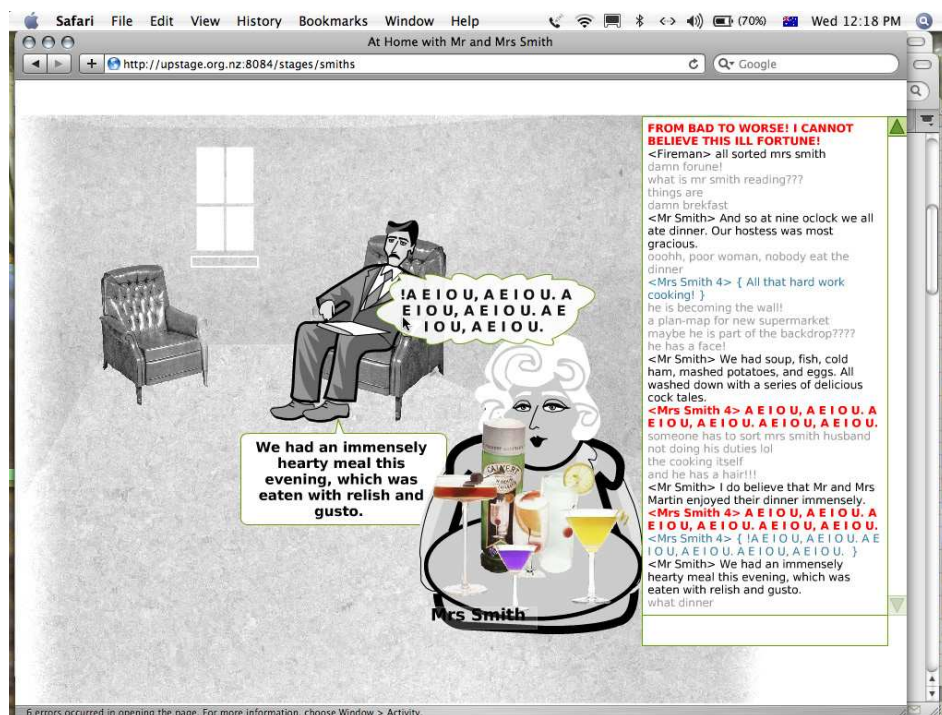 Safari File Edit View History Bookmarks Window Help (70%) Wed 12:18 PM
At Home with Mr and Mrs Smith
http://upstage.org.nz:8084/stages/smiths Google
!A E I O U, A E I O U. A
E I O U, A E I O U. A E
I O U, A E I O U.
We had an immensely
hearty meal this
evening, which was
eaten with relish and
gusto.
Mrs Smith
FROM BAD TO WORSE! I CANNOT
BELIEVE THIS ILL FORTUNE!
<Fireman> all sorted mrs smith
damn forune!
what is mr smith reading???
things are
damn brekfast
<Mr Smith> And so at nine oclock we all
ate dinner. Our hostess was most
gracious.
ooohh, poor woman, nobody eat the
dinner
<Mrs Smith 4> { All that hard work
cooking! }
he is becoming the wall!
a plan-map for new supermarket
maybe he is part of the backdrop????
he has a face!
<Mr Smith> We had soup, fish, cold
ham, mashed potatoes, and eggs. All
washed down with a series of delicious
cock tales.
<Mrs Smith 4> A E I O U, A E I O U. A
E I O U, A E I O U. A E I O U, A E I O U.
someone has to sort mrs smith husband
not doing his duties lol
the cooking itself
and he has a hair!!!
<Mr Smith> I do believe that Mr and Mrs
Martin enjoyed their dinner immensely.
<Mrs Smith 4> A E I O U, A E I O U. A
E I O U, A E I O U. A E I O U, A E I O U.
<Mrs Smith 4> { !A E I O U, A E I O U. A E
I O U, A E I O U. A E I O U, A E I O U. }
<Mr Smith> We had an immensely
hearty meal this evening, which was
eaten with relish and gusto.
what dinner
6 errors occurred in opening the page. For more information, choose Window > Activity.